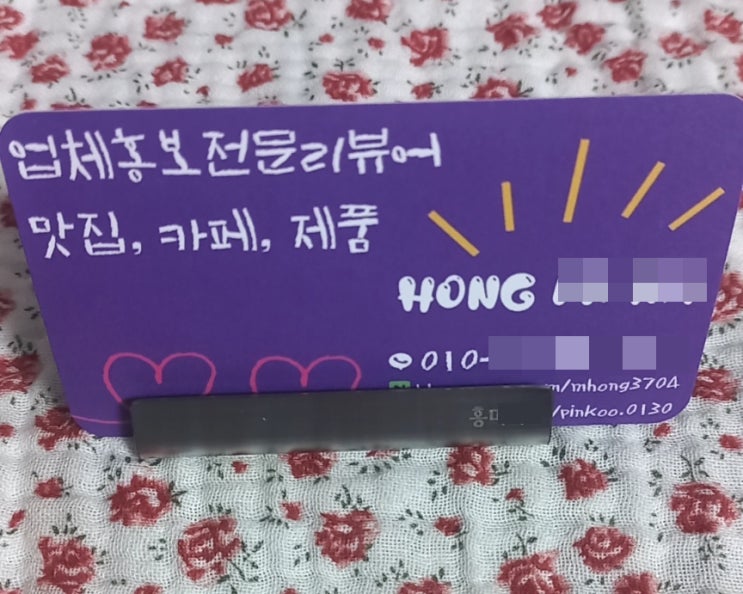 업체홍보전문리뷰어
맛집, 카페, 제품
HONG
010-
m/mhong3704
홍
/pinkoo.0130